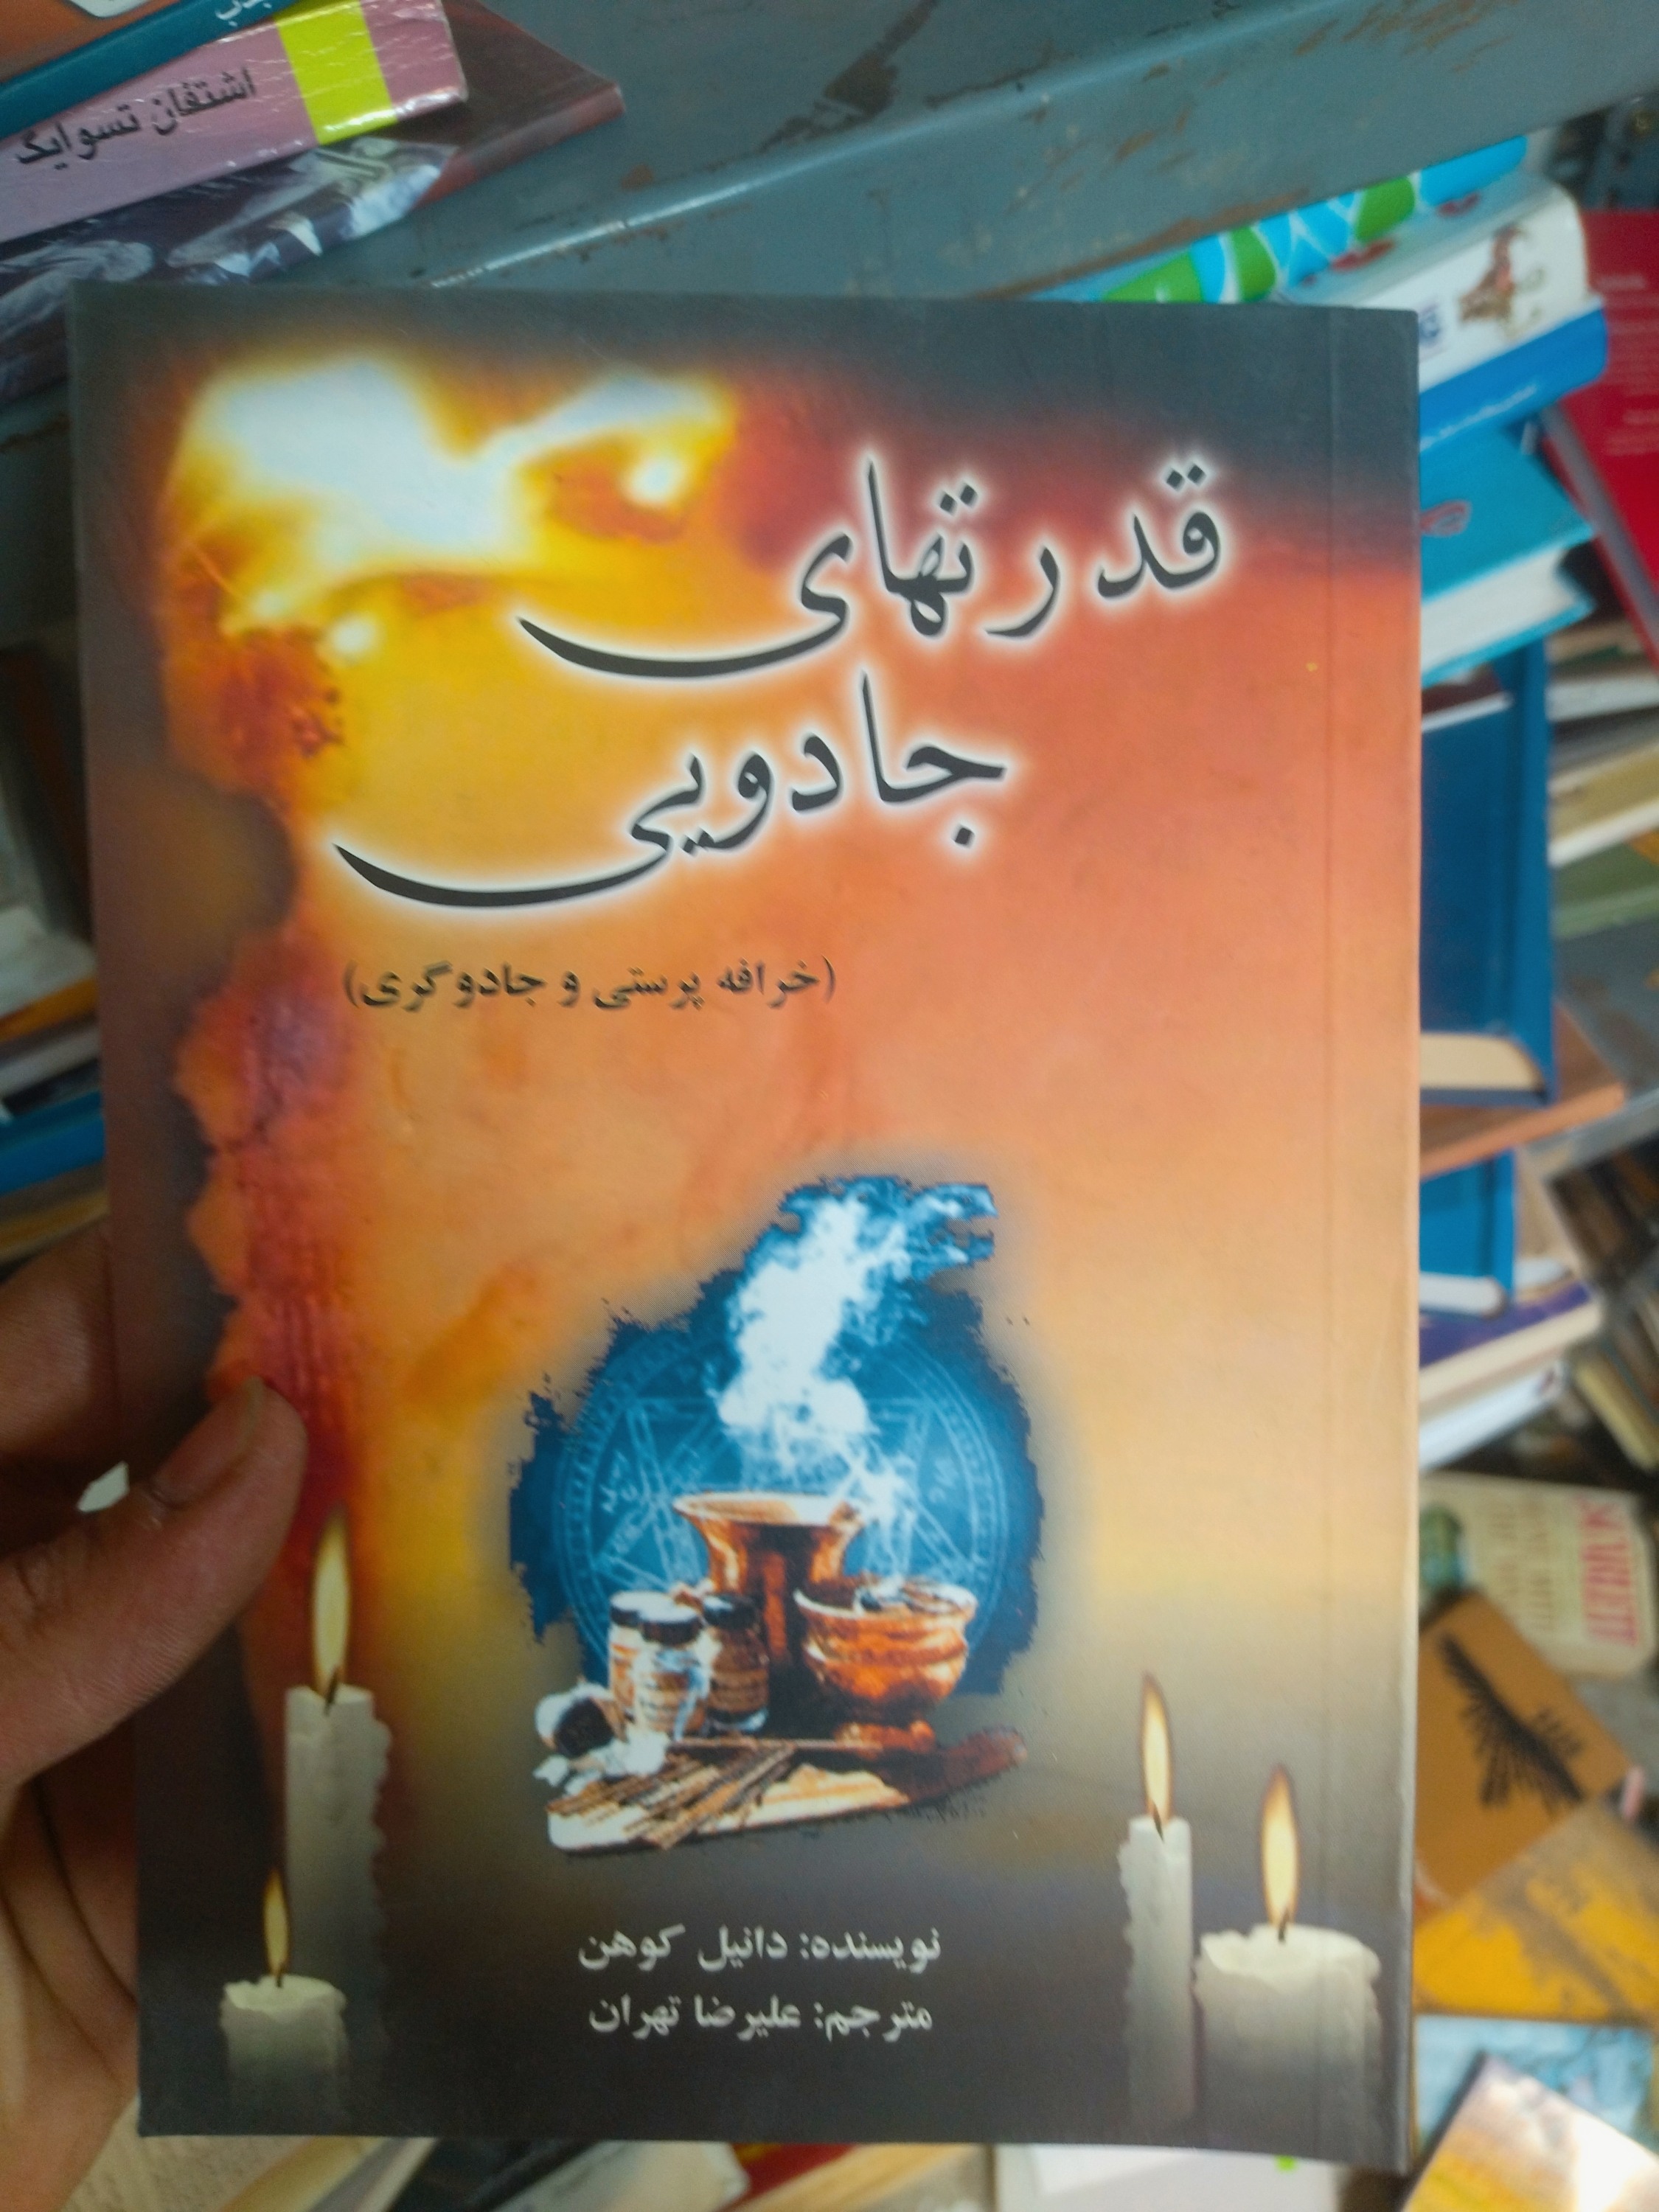 اشتفان تسوایگ
قدرتهای
جادویی
(خرافه پرستی و جادوگری)
نویسنده: دانیل کوهن
مترجم: علیرضا تهران